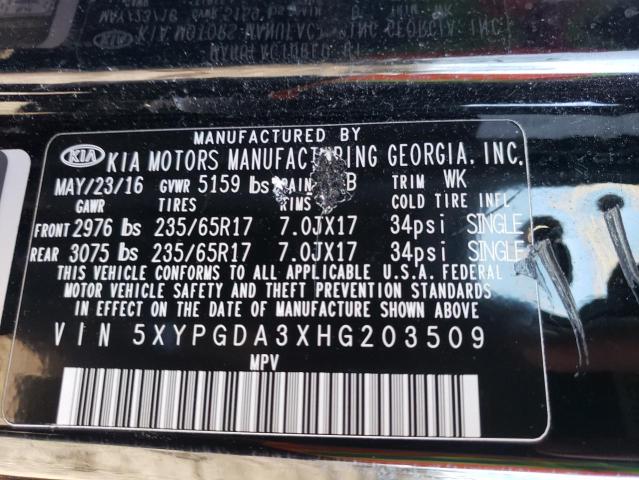 MANUFACTURED BY
KIA KIA MOTORS MANUFACTURING GEORGIA, INC.
MAY/23/16 GVWR 5159 lbs TRIM WK
GAWR TIRES RIMS COLD TIRE INFL
FRONT 2976 lbs 235/65R17 7.0JX17 34psi SINGLE
REAR 3075 lbs 235/65R17 7.0JX17 34psi SINGLE
THIS VEHICLE CONFORMS TO ALL APPLICABLE U.S.A. FEDERAL
MOTOR VEHICLE SAFETY AND THEFT PREVENTION STANDARDS
IN EFFECT ON THE DATE OF MANUFACTURE SHOWN ABOVE
VIN 5XYPGDA3XHG203509
MPV